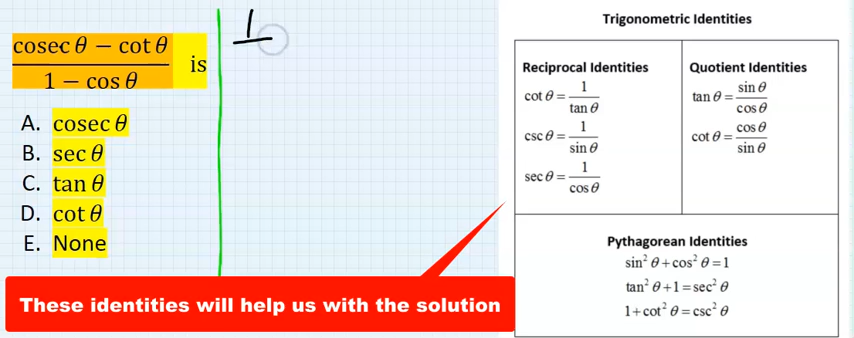 cosec θ − cot θ
1 − cos θ
is
A. cosec θ
B. sec θ
C. tan θ
D. cot θ
E. None
1
Trigonometric Identities
Reciprocal Identities
cot θ = 1/tan θ
csc θ = 1/sin θ
sec θ = 1/cos θ
Quotient Identities
tan θ = sin θ/cos θ
cot θ = cos θ/sin θ
Pythagorean Identities
sin² θ + cos² θ = 1
tan² θ + 1 = sec² θ
1 + cot² θ = csc² θ
These identities will help us with the solution